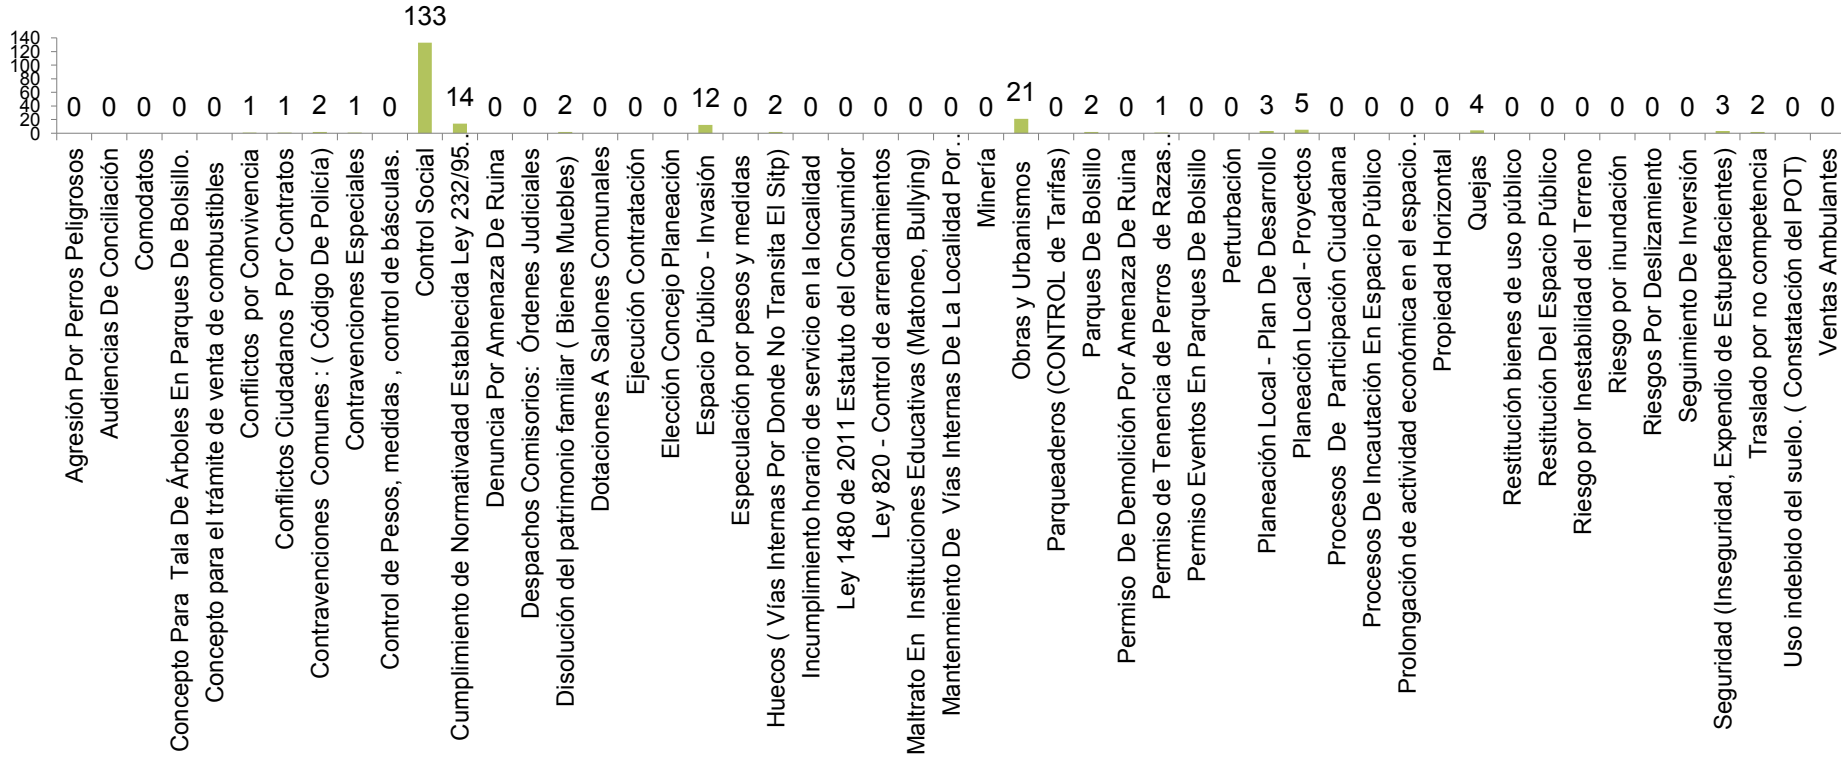 133
140
120
100
80
60
40
20
0
0 0 0 0 0 1 1 2 1 0 14 0 0 2 0 0 0 12 0 2 0 0 0 0 0 0 21 0 2 0 1 0 0 3 5 0 0 0 0 4 0 0 0 0 0 0 3 2 0 0
Agresión Por Perros Peligrosos
Audiencias De Conciliación
Comodatos
Concepto Para Tala De Árboles En Parques De Bolsillo.
Concepto para el trámite de venta de combustibles
Conflictos por Convivencia
Conflictos Ciudadanos Por Contratos
Contravenciones Comunes : ( Código De Policía)
Contravenciones Especiales
Control de Pesos, medidas , control de básculas.
Control Social
Cumplimiento de Normativadad Establecida Ley 232/95…
Denuncia Por Amenaza De Ruina
Despachos Comisorios: Órdenes Judiciales
Disolución del patrimonio familiar ( Bienes Muebles)
Dotaciones A Salones Comunales
Ejecución Contratación
Elección Concejo Planeación
Espacio Público - Invasión
Especulación por pesos y medidas
Huecos ( Vías Internas Por Donde No Transita El Sitp)
Incumplimiento horario de servicio en la localidad
Ley 1480 de 2011 Estatuto del Consumidor
Ley 820 - Control de arrendamientos
Maltrato En Instituciones Educativas (Matoneo, Bullying)
Mantenmiento De Vías Internas De La Localidad Por…
Minería
Obras y Urbanismos
Parqueaderos (CONTROL de Tarifas)
Parques De Bolsillo
Permiso De Demolición Por Amenaza De Ruina
Permiso de Tenencia de Perros de Razas…
Permiso Eventos En Parques De Bolsillo
Perturbación
Planeación Local - Plan De Desarrollo
Planeación Local - Proyectos
Procesos De Participación Ciudadana
Procesos De Incautación En Espacio Público
Prolongación de actividad económica en el espacio…
Propiedad Horizontal
Quejas
Restitución bienes de uso público
Restitución Del Espacio Público
Riesgo por Inestabilidad del Terreno
Riesgo por inundación
Riesgos Por Deslizamiento
Seguimiento De Inversión
Seguridad (Inseguridad, Expendio de Estupefacientes)
Traslado por no competencia
Uso indebido del suelo. ( Constatación del POT)
Ventas Ambulantes